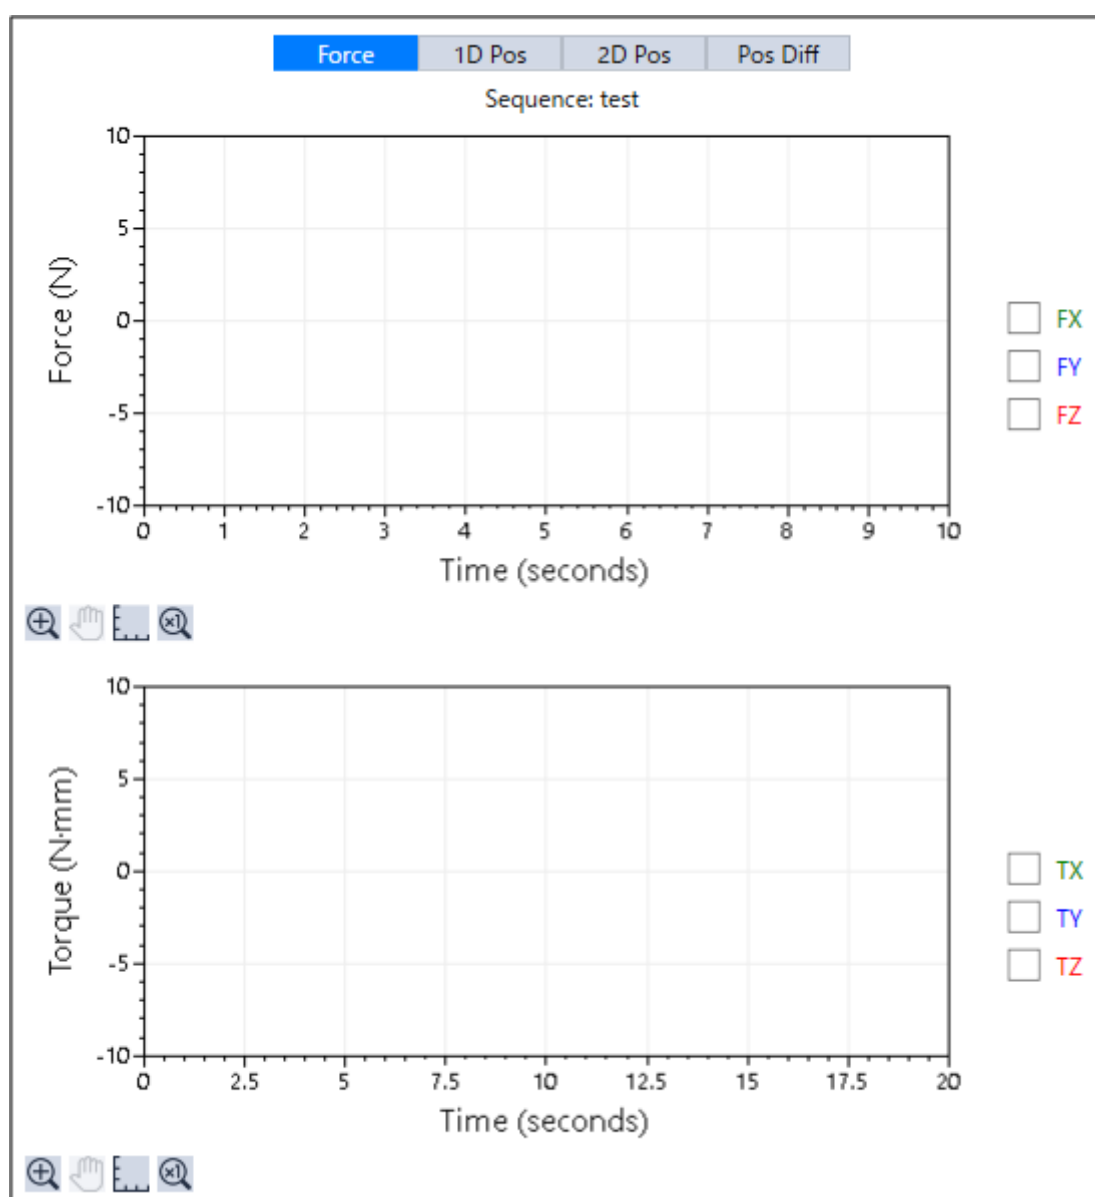 Force 1D Pos 2D Pos Pos Diff
Sequence: test
10
5
0
-5
-10
Force (N)
0 1 2 3 4 5 6 7 8 9 10
Time (seconds)
FX
FY
FZ
x1
10
5
0
-5
-10
Torque (N·mm)
0 2.5 5 7.5 10 12.5 15 17.5 20
Time (seconds)
TX
TY
TZ
x1